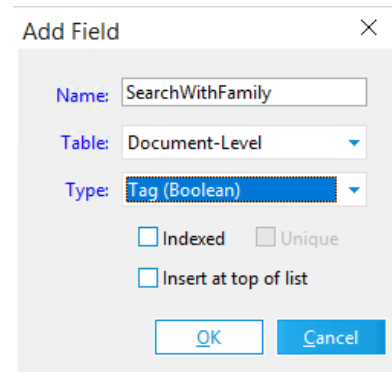 Add Field
Name: SearchWithFamily
Table: Document-Level
Type: Tag (Boolean)
Indexed Unique
Insert at top of list
OK Cancel